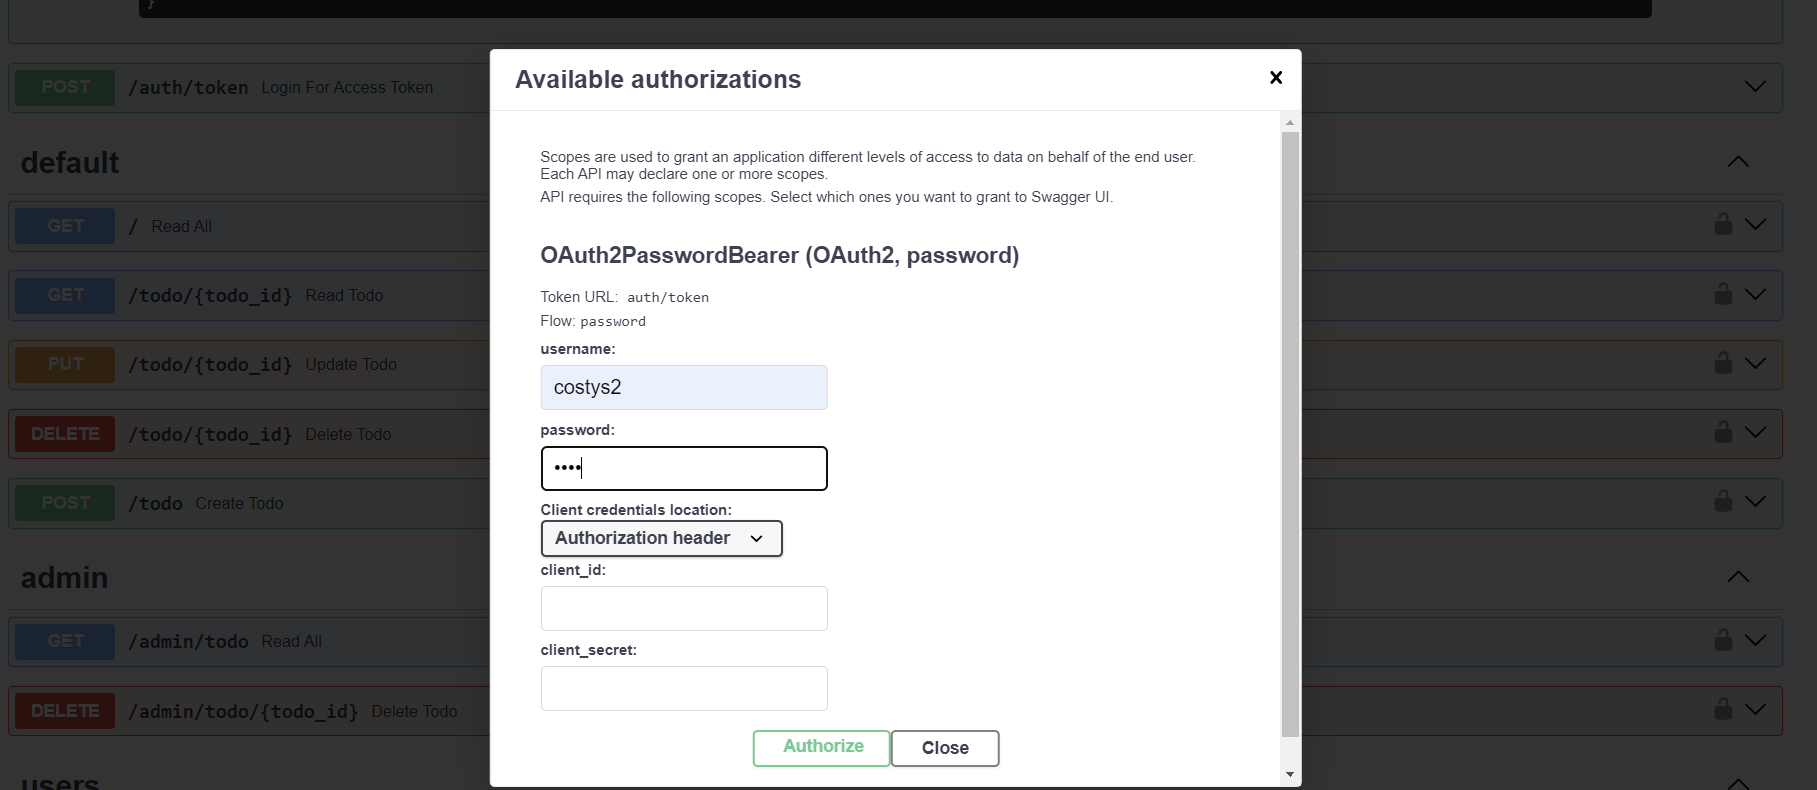 }
Available authorizations
POST /auth/token Login For Access Token
Scopes are used to grant an application different levels of access to data on behalf of the end user.
Each API may declare one or more scopes.
API requires the following scopes. Select which ones you want to grant to Swagger UI.
OAuth2PasswordBearer (OAuth2, password)
Token URL: auth/token
Flow: password
username:
costys2
password:
••••
Client credentials location:
Authorization header
client_id:
client_secret:
Authorize
Close
default
GET / Read All
GET /todo/{todo_id} Read Todo
PUT /todo/{todo_id} Update Todo
DELETE /todo/{todo_id} Delete Todo
POST /todo Create Todo
admin
GET /admin/todo Read All
DELETE /admin/todo/{todo_id} Delete Todo
users